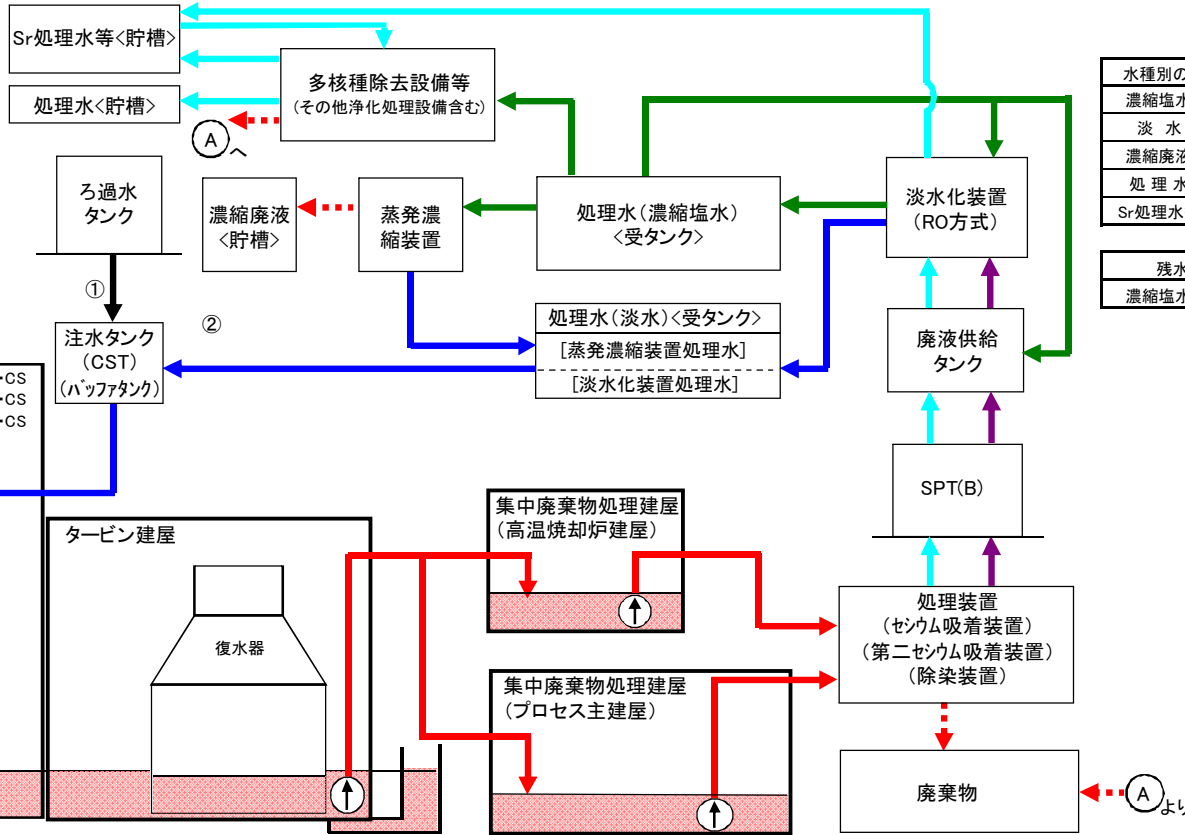 Sr処理水等<貯槽>
処理水<貯槽>
多核種除去設備等
(その他浄化処理設備含む)
A
へ
ろ過水
タンク
濃縮廃液
<貯槽>
蒸発濃
縮装置
処理水(濃縮塩水)
<受タンク>
淡水化装置
(RO方式)
水種別の
濃縮塩水
淡 水
濃縮廃液
処 理 水
Sr処理水
残水
濃縮塩水
①
②
注水タンク
(CST)
(バッファタンク)
処理水(淡水)<受タンク>
[蒸発濃縮装置処理水]
[淡水化装置処理水]
廃液供給
タンク
・CS
・CS
・CS
SPT(B)
タービン建屋
復水器
集中廃棄物処理建屋
(高温焼却炉建屋)
集中廃棄物処理建屋
(プロセス主建屋)
処理装置
(セシウム吸着装置)
(第二セシウム吸着装置)
(除染装置)
廃棄物
A
より